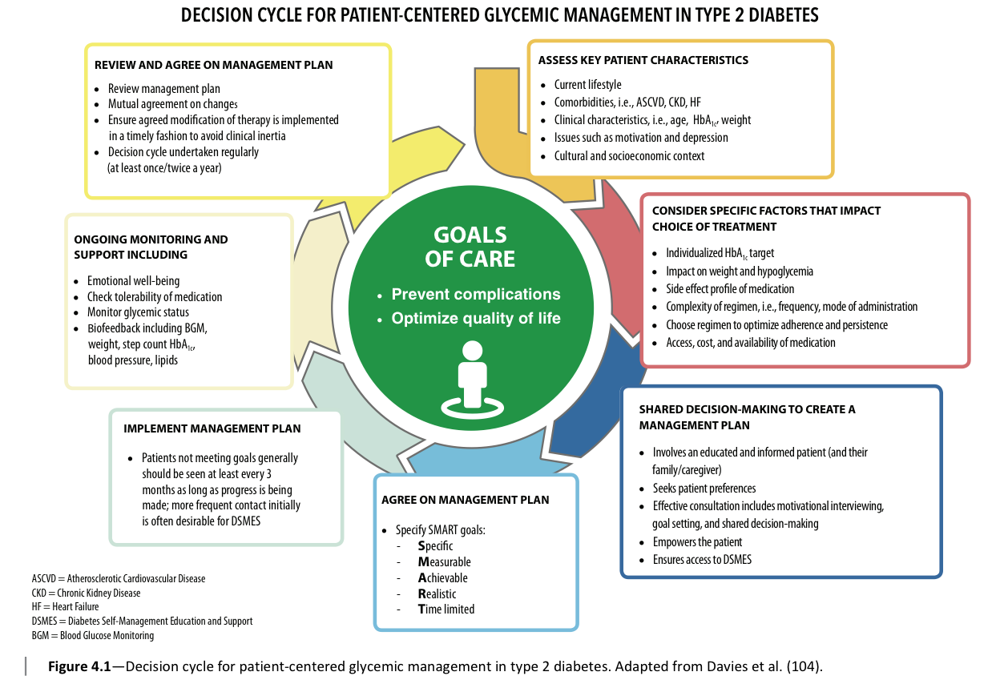 DECISION CYCLE FOR PATIENT-CENTERED GLYCEMIC MANAGEMENT IN TYPE 2 DIABETES
REVIEW AND AGREE ON MANAGEMENT PLAN
• Review management plan
• Mutual agreement on changes
• Ensure agreed modification of therapy is implemented
in a timely fashion to avoid clinical inertia
• Decision cycle undertaken regularly
(at least once/twice a year)
ASSESS KEY PATIENT CHARACTERISTICS
• Current lifestyle
• Comorbidities, i.e., ASCVD, CKD, HF
• Clinical characteristics, i.e., age, HbA1c, weight
• Issues such as motivation and depression
• Cultural and socioeconomic context
CONSIDER SPECIFIC FACTORS THAT IMPACT
CHOICE OF TREATMENT
• Individualized HbA1c target
• Impact on weight and hypoglycemia
• Side effect profile of medication
• Complexity of regimen, i.e., frequency, mode of administration
• Choose regimen to optimize adherence and persistence
• Access, cost, and availability of medication
SHARED DECISION-MAKING TO CREATE A
MANAGEMENT PLAN
• Involves an educated and informed patient (and their
family/caregiver)
• Seeks patient preferences
• Effective consultation includes motivational interviewing,
goal setting, and shared decision-making
• Empowers the patient
• Ensures access to DSMES
AGREE ON MANAGEMENT PLAN
• Specify SMART goals:
- Specific
- Measurable
- Achievable
- Realistic
- Time limited
IMPLEMENT MANAGEMENT PLAN
• Patients not meeting goals generally
should be seen at least every 3
months as long as progress is being
made; more frequent contact initially
is often desirable for DSMES
ONGOING MONITORING AND
SUPPORT INCLUDING
• Emotional well-being
• Check tolerability of medication
• Monitor glycemic status
• Biofeedback including BGM,
weight, step count HbA1c,
blood pressure, lipids
GOALS
OF CARE
• Prevent complications
• Optimize quality of life
ASCVD = Atherosclerotic Cardiovascular Disease
CKD = Chronic Kidney Disease
HF = Heart Failure
DSMES = Diabetes Self-Management Education and Support
BGM = Blood Glucose Monitoring
Figure 4.1—Decision cycle for patient-centered glycemic management in type 2 diabetes. Adapted from Davies et al. (104).